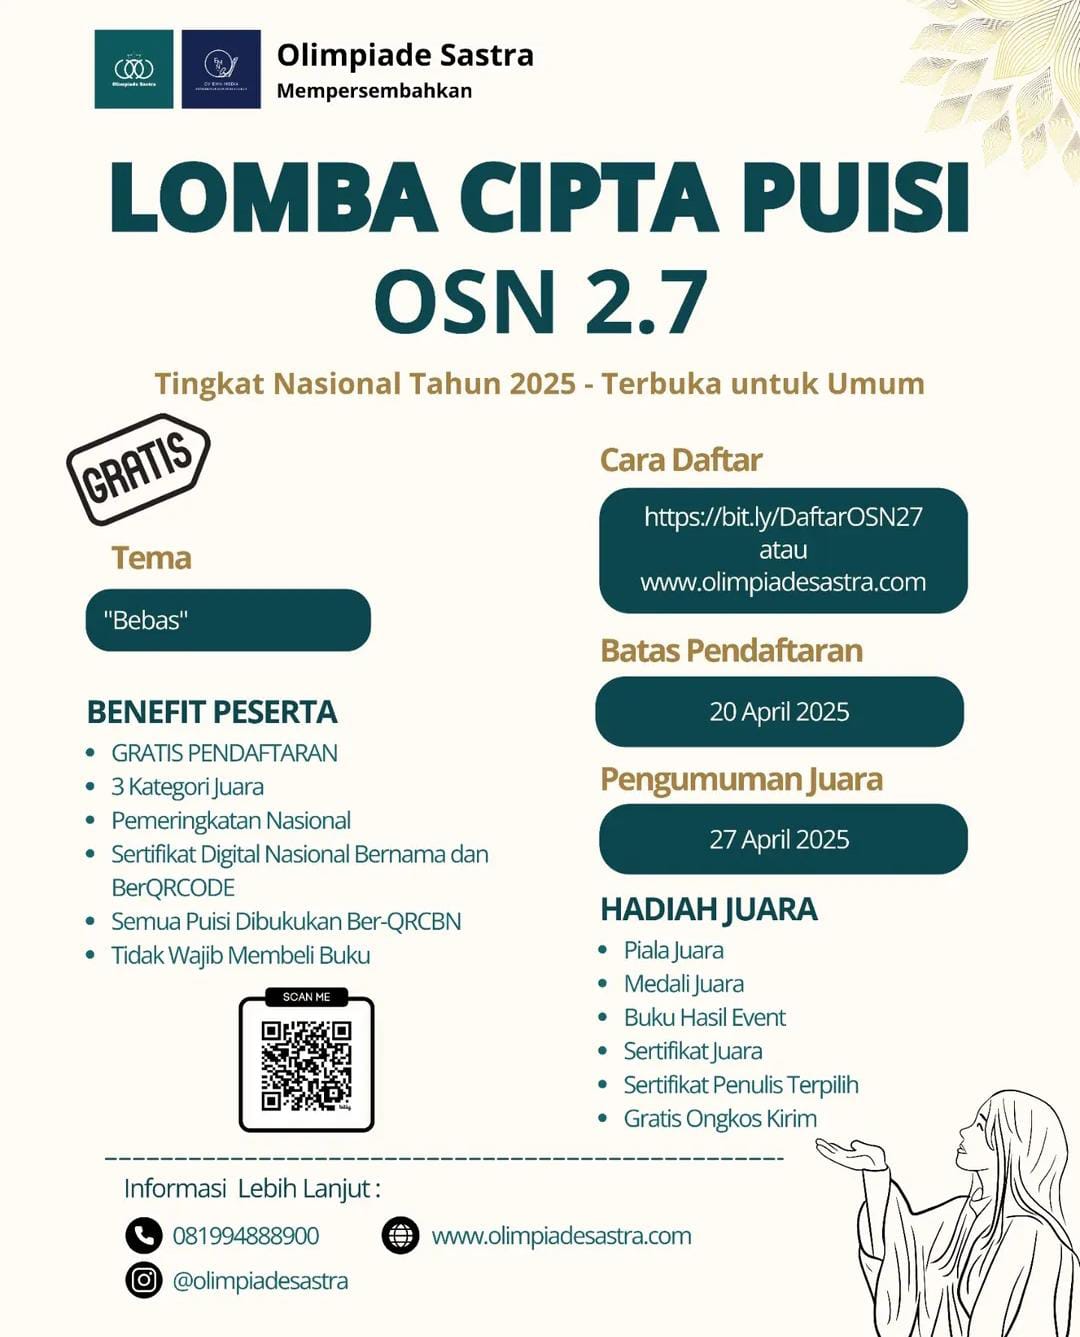 Olimpiade Sastra
Olimpiade Sastra
Mempersembahkan
LOMBA CIPTA PUISI
OSN 2.7
Tingkat Nasional Tahun 2025 - Terbuka untuk Umum
GRATIS
Tema
"Bebas"
BENEFIT PESERTA
• GRATIS PENDAFTARAN
• 3 Kategori Juara
• Pemeringkatan Nasional
• Sertifikat Digital Nasional Bernama dan
BerQRCODE
• Semua Puisi Dibukukan Ber-QRCBN
• Tidak Wajib Membeli Buku
SCAN ME
Cara Daftar
https://bit.ly/DaftarOSN27
atau
www.olimpiadesastra.com
Batas Pendaftaran
20 April 2025
Pengumuman Juara
27 April 2025
HADIAH JUARA
• Piala Juara
• Medali Juara
• Buku Hasil Event
• Sertifikat Juara
• Sertifikat Penulis Terpilih
• Gratis Ongkos Kirim
Informasi Lebih Lanjut :
081994888900
www.olimpiadesastra.com
@olimpiadesastra